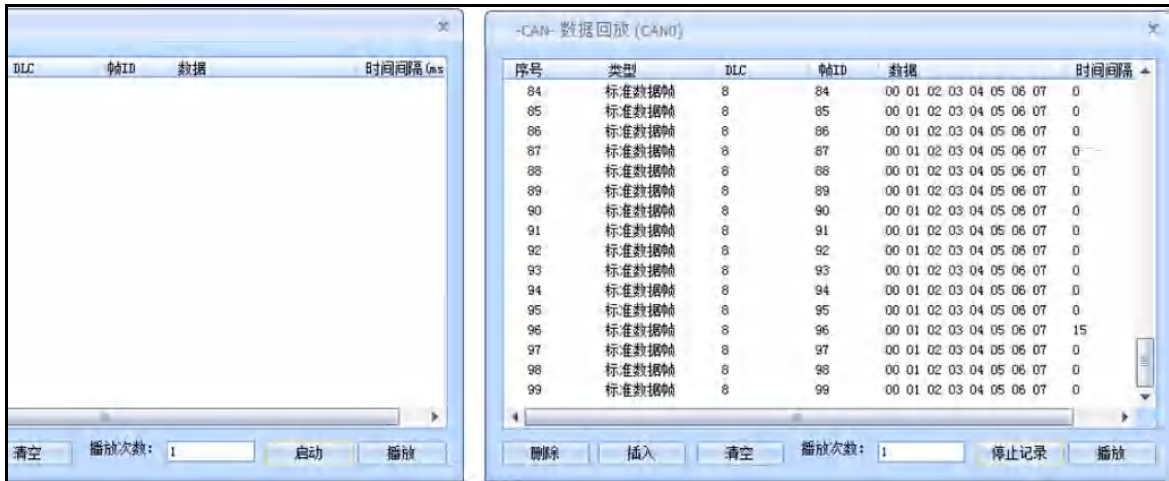 DLC 帧ID 数据 时间间隔(ms
清空 播放次数: 1 启动 播放
-CAN- 数据回放 (CAN0)
序号 类型 DLC 帧ID 数据 时间间隔
84 标准数据帧 8 84 00 01 02 03 04 05 06 07 0
85 标准数据帧 8 85 00 01 02 03 04 05 06 07 0
86 标准数据帧 8 86 00 01 02 03 04 05 06 07 0
87 标准数据帧 8 87 00 01 02 03 04 05 06 07 0
88 标准数据帧 8 88 00 01 02 03 04 05 06 07 0
89 标准数据帧 8 89 00 01 02 03 04 05 06 07 0
90 标准数据帧 8 90 00 01 02 03 04 05 06 07 0
91 标准数据帧 8 91 00 01 02 03 04 05 06 07 0
92 标准数据帧 8 92 00 01 02 03 04 05 06 07 0
93 标准数据帧 8 93 00 01 02 03 04 05 06 07 0
94 标准数据帧 8 94 00 01 02 03 04 05 06 07 0
95 标准数据帧 8 95 00 01 02 03 04 05 06 07 0
96 标准数据帧 8 96 00 01 02 03 04 05 06 07 15
97 标准数据帧 8 97 00 01 02 03 04 05 06 07 0
98 标准数据帧 8 98 00 01 02 03 04 05 06 07 0
99 标准数据帧 8 99 00 01 02 03 04 05 06 07 0
删除 插入 清空 播放次数: 1 停止记录 播放